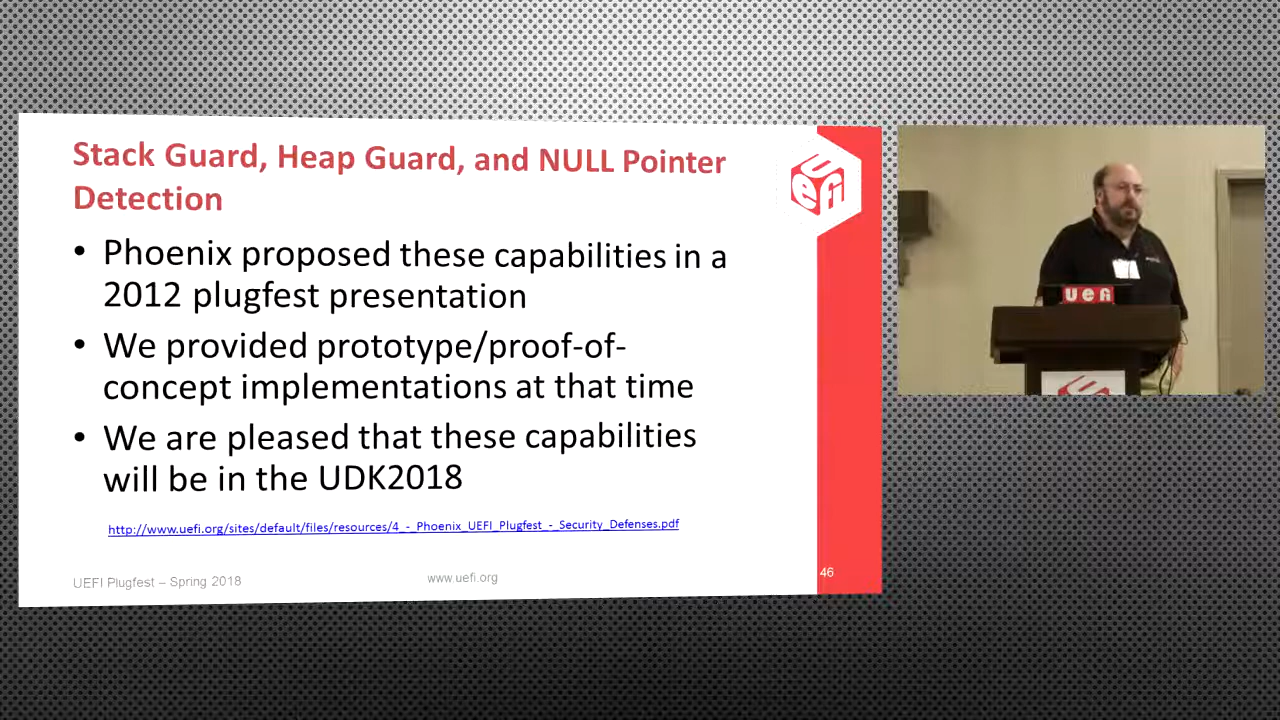 Stack Guard, Heap Guard, and NULL Pointer
Detection
• Phoenix proposed these capabilities in a
2012 plugfest presentation
• We provided prototype/proof-of-
concept implementations at that time
• We are pleased that these capabilities
will be in the UDK2018
http://www.uefi.org/sites/default/files/resources/4_-_Phoenix_UEFI_Plugfest_-_Security_Defenses.pdf
UEFI Plugfest – Spring 2018
www.uefi.org
46
UEFI
UEFI